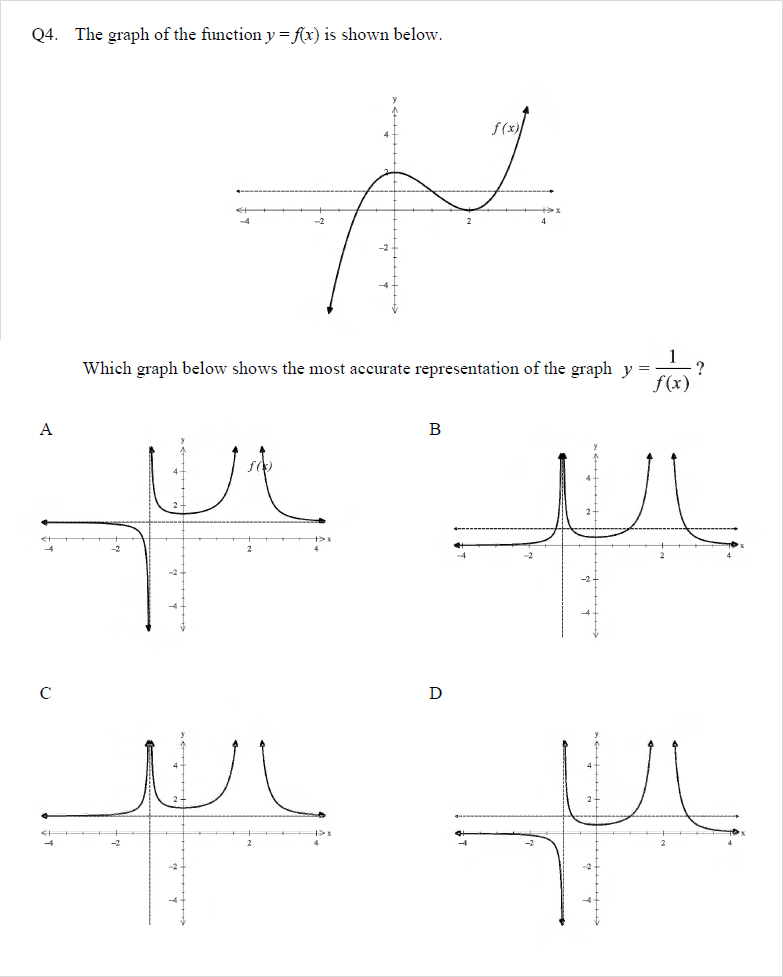 Q4. The graph of the function y = f(x) is shown below.
y
4
f(x)
2
-4 -2 2 4 x
-2
-4
Which graph below shows the most accurate representation of the graph y = 1/f(x) ?
A
y
4
f(x)
2
-4 -2 2 4 x
-2
-4
B
y
4
2
-4 -2 2 4 x
-2
-4
C
y
4
2
-4 -2 2 4 x
-2
-4
D
y
4
2
-4 -2 2 4 x
-2
-4